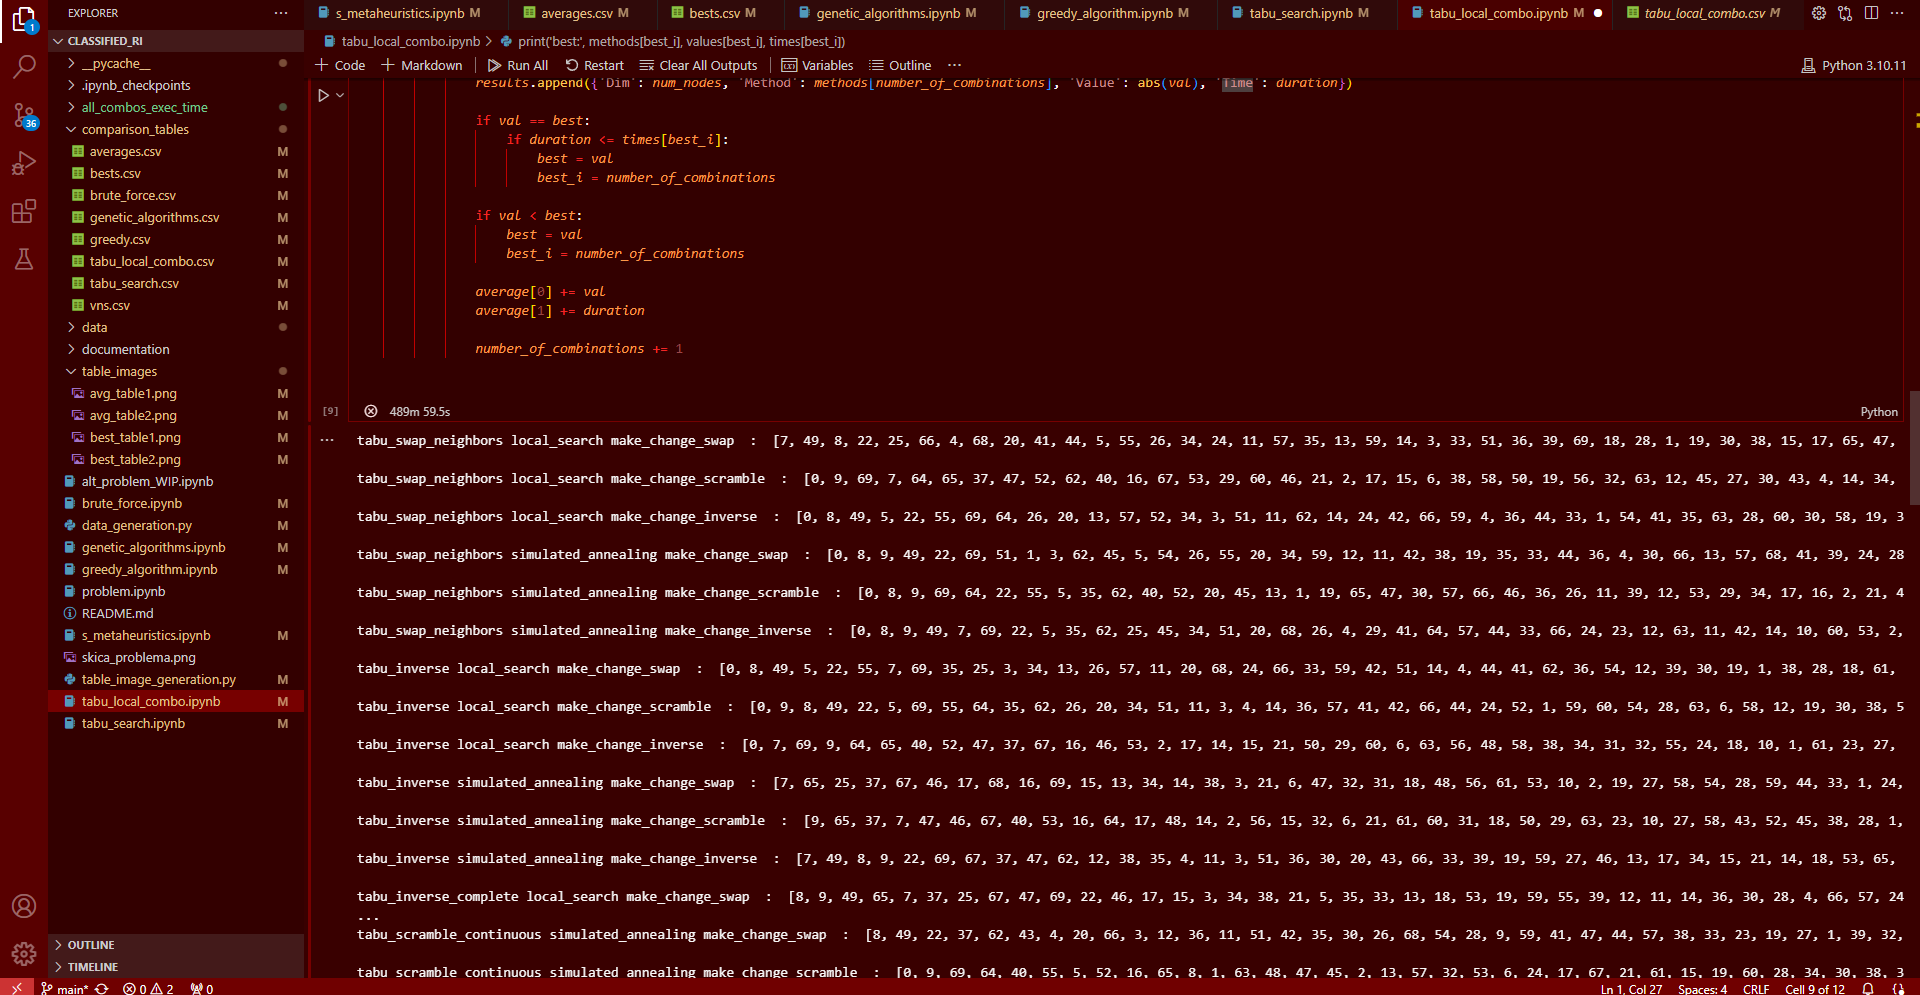 EXPLORER
CLASSIFIED_RI
__pycache__
.ipynb_checkpoints
all_combos_exec_time
comparison_tables
averages.csv M
bests.csv M
brute_force.csv M
genetic_algorithms.csv M
greedy.csv M
tabu_local_combo.csv M
tabu_search.csv M
vns.csv M
data
documentation
table_images
avg_table1.png M
avg_table2.png M
best_table1.png M
best_table2.png M
alt_problem_WIP.ipynb
brute_force.ipynb M
data_generation.py M
genetic_algorithms.ipynb M
greedy_algorithm.ipynb M
problem.ipynb
README.md
s_metaheuristics.ipynb M
skica_problema.png
table_image_generation.py M
tabu_local_combo.ipynb M
tabu_search.ipynb M
OUTLINE
TIMELINE
1
36
s_metaheuristics.ipynb M averages.csv M bests.csv M genetic_algorithms.ipynb M greedy_algorithm.ipynb M tabu_search.ipynb M tabu_local_combo.ipynb M tabu_local_combo.csv M
tabu_local_combo.ipynb > print('best:', methods[best_i], values[best_i], times[best_i])
+ Code + Markdown Run All Restart Clear All Outputs Variables Outline ... Python 3.10.11
results.append({'Dim': num_nodes, 'Method': methods[number_of_combinations], 'Value': abs(val), 'Time': duration})
if val == best:
if duration <= times[best_i]:
best = val
best_i = number_of_combinations
if val < best:
best = val
best_i = number_of_combinations
average[0] += val
average[1] += duration
number_of_combinations += 1
[9] 489m 59.5s Python
tabu_swap_neighbors local_search make_change_swap : [7, 49, 8, 22, 25, 66, 4, 68, 20, 41, 44, 5, 55, 26, 34, 24, 11, 57, 35, 13, 59, 14, 3, 33, 51, 36, 39, 69, 18, 28, 1, 19, 30, 38, 15, 17, 65, 47,
tabu_swap_neighbors local_search make_change_scramble : [0, 9, 69, 7, 64, 65, 37, 47, 52, 62, 40, 16, 67, 53, 29, 60, 46, 21, 2, 17, 15, 6, 38, 58, 50, 19, 56, 32, 63, 12, 45, 27, 30, 43, 4, 14, 34,
tabu_swap_neighbors local_search make_change_inverse : [0, 8, 49, 5, 22, 55, 69, 64, 26, 20, 13, 57, 52, 34, 3, 51, 11, 62, 14, 24, 42, 66, 59, 4, 36, 44, 33, 1, 54, 41, 35, 63, 28, 60, 30, 58, 19, 3
tabu_swap_neighbors simulated_annealing make_change_swap : [0, 8, 9, 49, 22, 69, 51, 1, 3, 62, 45, 5, 54, 26, 55, 20, 34, 59, 12, 11, 42, 38, 19, 35, 33, 44, 36, 4, 30, 66, 13, 57, 68, 41, 39, 24, 28
tabu_swap_neighbors simulated_annealing make_change_scramble : [0, 8, 9, 69, 64, 22, 55, 5, 35, 62, 40, 52, 20, 45, 13, 1, 19, 65, 47, 30, 57, 66, 46, 36, 26, 11, 39, 12, 53, 29, 34, 17, 16, 2, 21, 4
tabu_swap_neighbors simulated_annealing make_change_inverse : [0, 8, 9, 49, 7, 69, 22, 5, 35, 62, 25, 45, 34, 51, 20, 68, 26, 4, 29, 41, 64, 57, 44, 33, 66, 24, 23, 12, 63, 11, 42, 14, 10, 60, 53, 2,
tabu_inverse local_search make_change_swap : [0, 8, 49, 5, 22, 55, 7, 69, 35, 25, 3, 34, 13, 26, 57, 11, 20, 68, 24, 66, 33, 59, 42, 51, 14, 4, 44, 41, 62, 36, 54, 12, 39, 30, 19, 1, 38, 28, 18, 61,
tabu_inverse local_search make_change_scramble : [0, 9, 8, 49, 22, 5, 69, 55, 64, 35, 62, 26, 20, 34, 51, 11, 3, 4, 14, 36, 57, 41, 42, 66, 44, 24, 52, 1, 59, 60, 54, 28, 63, 6, 58, 12, 19, 30, 38, 5
tabu_inverse local_search make_change_inverse : [0, 7, 69, 9, 64, 65, 40, 52, 47, 37, 67, 16, 46, 53, 2, 17, 14, 15, 21, 50, 29, 60, 6, 63, 56, 48, 58, 38, 34, 31, 32, 55, 24, 18, 10, 1, 61, 23, 27,
tabu_inverse simulated_annealing make_change_swap : [7, 65, 25, 37, 67, 46, 17, 68, 16, 69, 15, 13, 34, 14, 38, 3, 21, 6, 47, 32, 31, 18, 48, 56, 61, 53, 10, 2, 19, 27, 58, 54, 28, 59, 44, 33, 1, 24,
tabu_inverse simulated_annealing make_change_scramble : [9, 65, 37, 7, 47, 46, 67, 40, 53, 16, 64, 17, 48, 14, 2, 56, 15, 32, 6, 21, 61, 60, 31, 18, 50, 29, 63, 23, 10, 27, 58, 43, 52, 45, 38, 28, 1,
tabu_inverse simulated_annealing make_change_inverse : [7, 49, 8, 9, 22, 69, 67, 37, 47, 62, 12, 38, 35, 4, 11, 3, 51, 36, 30, 20, 43, 66, 33, 39, 19, 59, 27, 46, 13, 17, 34, 15, 21, 14, 18, 53, 65,
tabu_inverse_complete local_search make_change_swap : [8, 9, 49, 65, 7, 37, 25, 67, 47, 69, 22, 46, 17, 15, 3, 34, 38, 21, 5, 35, 33, 13, 18, 53, 19, 59, 55, 39, 12, 11, 14, 36, 30, 28, 4, 66, 57, 24
...
tabu_scramble_continuous simulated_annealing make_change_swap : [8, 49, 22, 37, 62, 43, 4, 20, 66, 3, 12, 36, 11, 51, 42, 35, 30, 26, 68, 54, 28, 9, 59, 41, 47, 44, 57, 38, 33, 23, 19, 27, 1, 39, 32,
tabu_scramble_continuous simulated_annealing make_change_scramble : [0, 9, 69, 64, 40, 55, 5, 52, 16, 65, 8, 1, 63, 48, 47, 45, 2, 13, 57, 32, 53, 6, 24, 17, 67, 21, 61, 15, 19, 60, 28, 34, 30, 38, 3
main* 0 2 0 Ln 1, Col 27 Spaces: 4 CRLF Cell 9 of 12